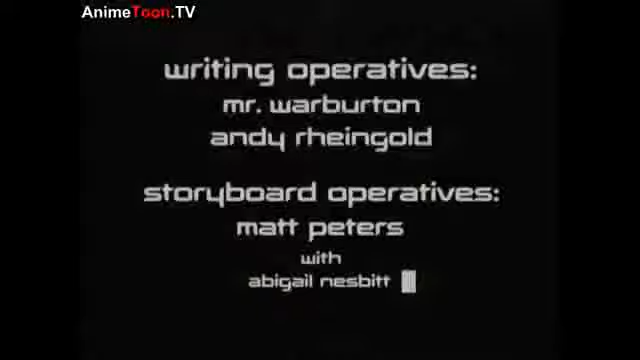 AnimeToon.TV
writing operatives:
mr. warburton
andy rheingold
storyboard operatives:
matt peters
with
abigail nesbitt